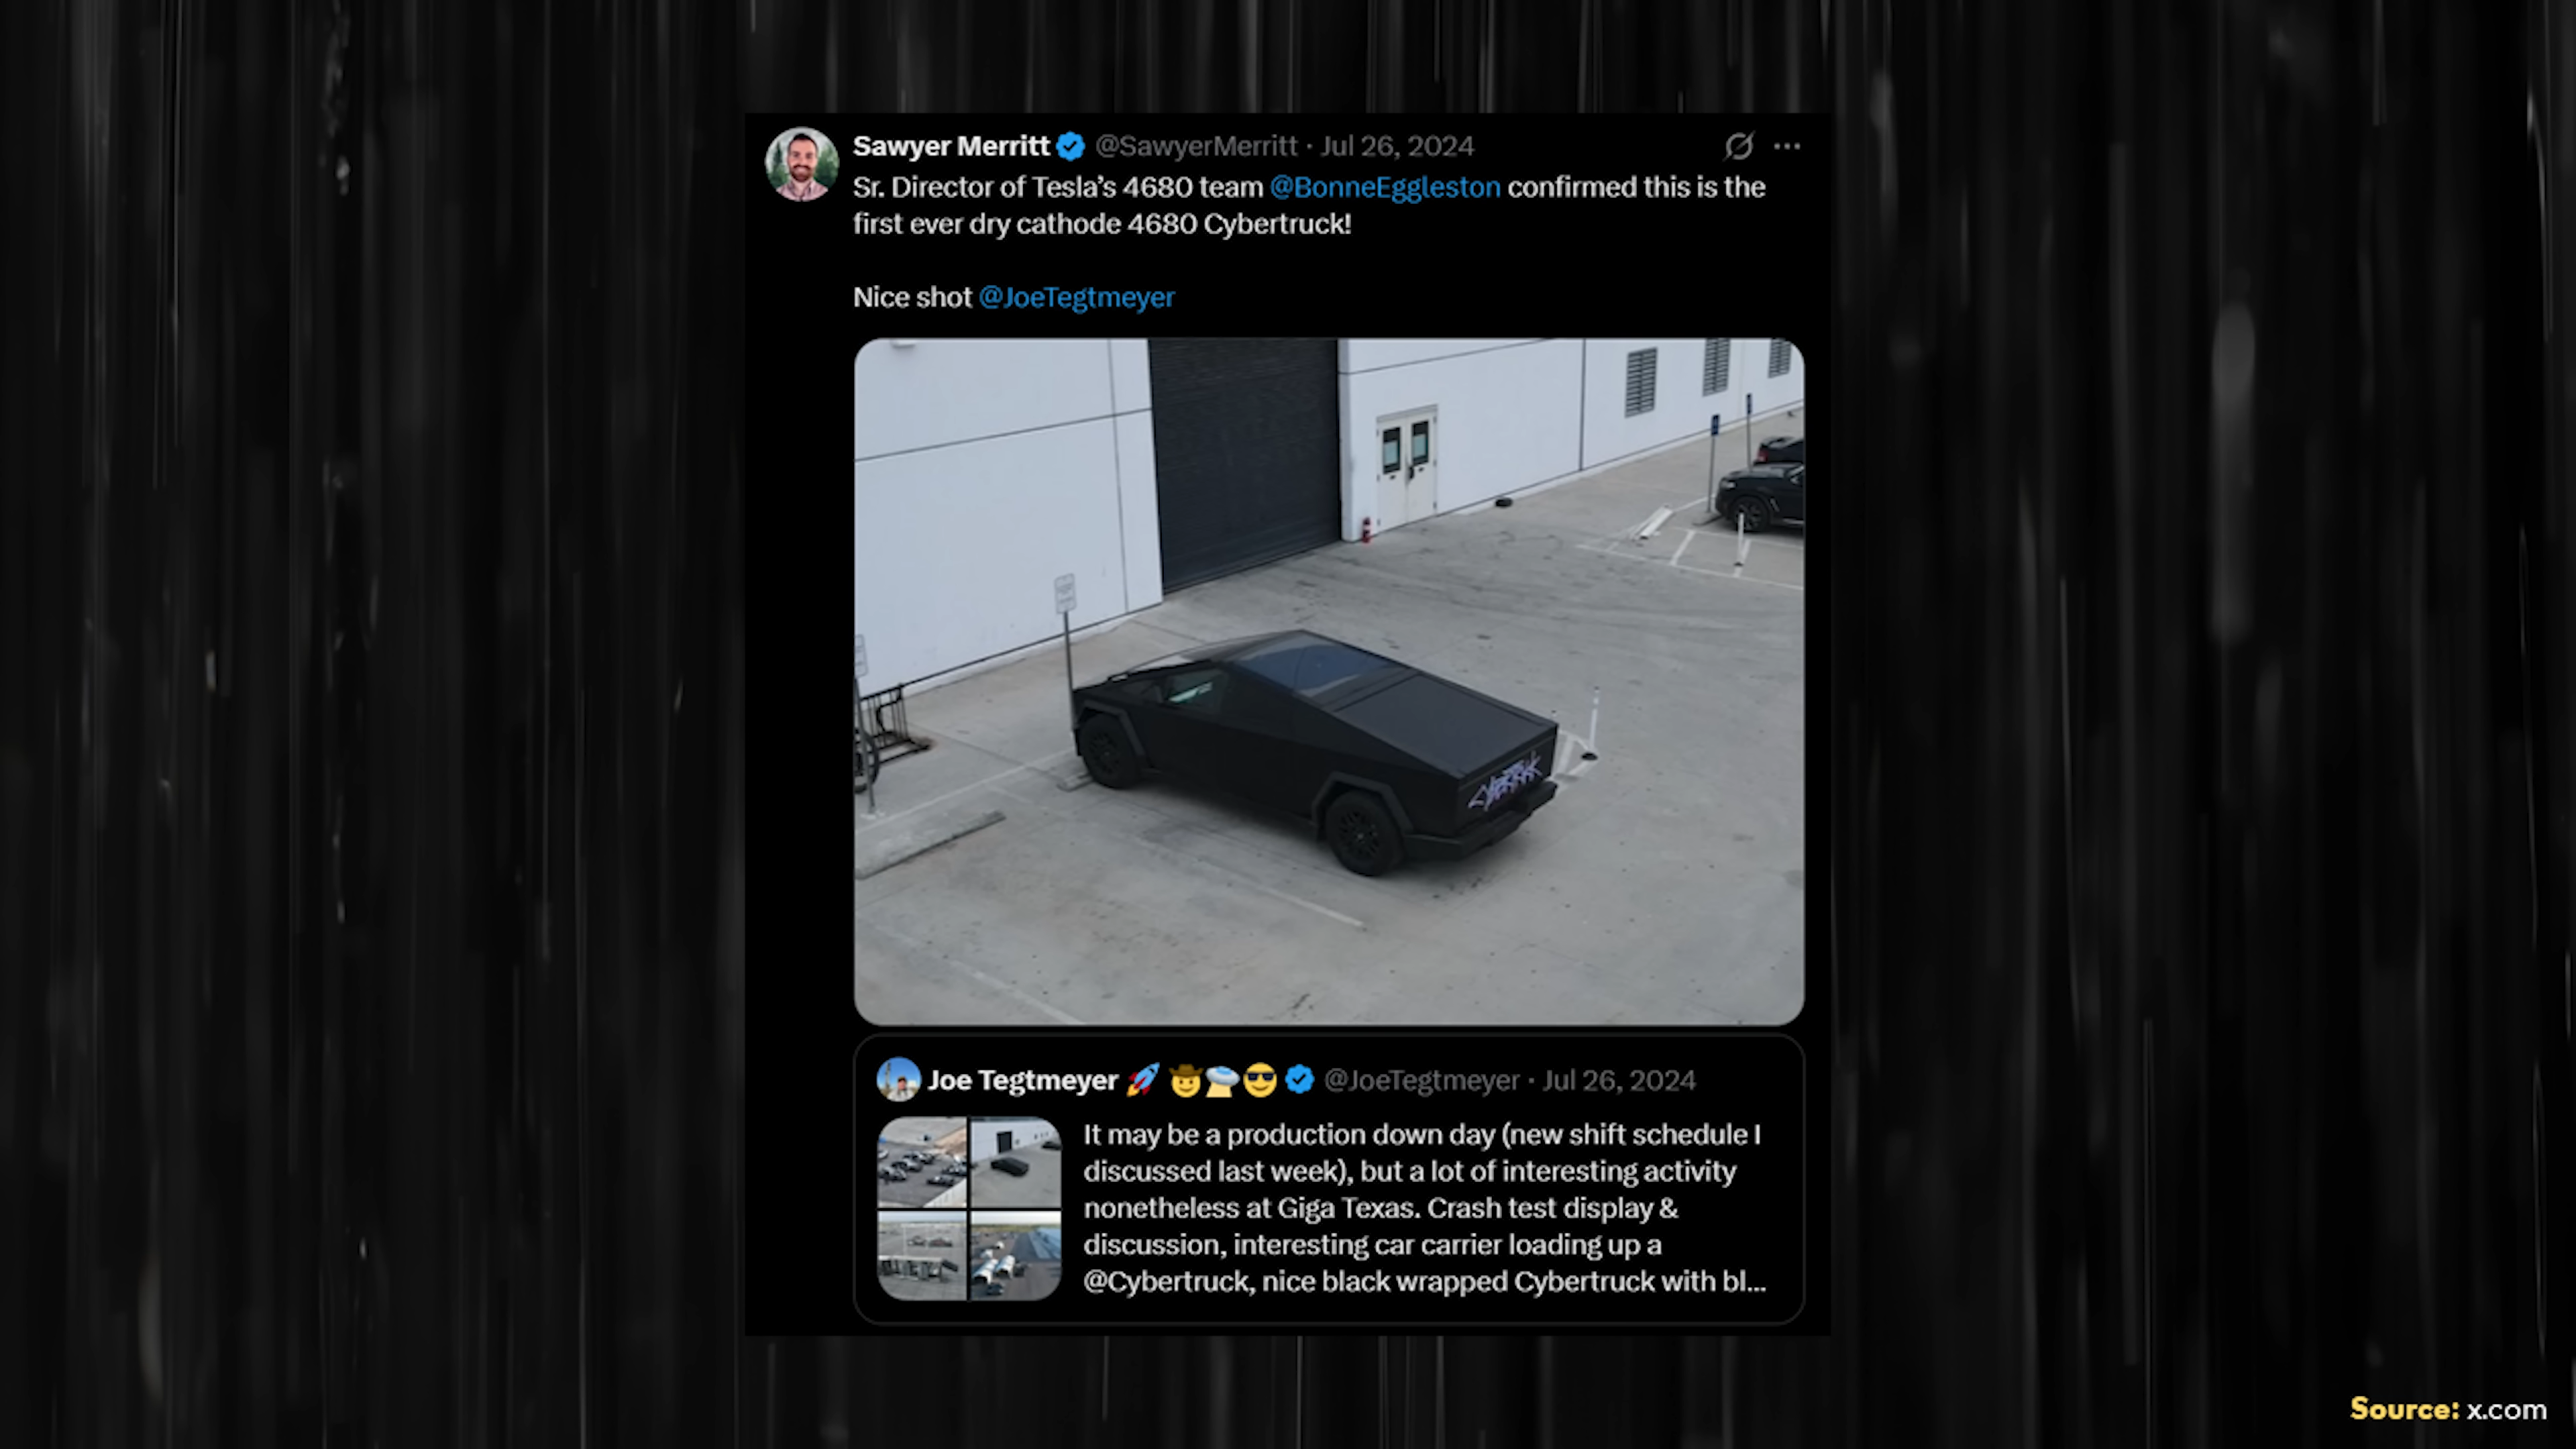 Sawyer Merritt @SawyerMerritt · Jul 26, 2024
Sr. Director of Tesla's 4680 team @BonneEggleston confirmed this is the
first ever dry cathode 4680 Cybertruck!
Nice shot @JoeTegtmeyer
CYBERTRUCK
Joe Tegtmeyer 🚀 🤠🛸😎 @JoeTegtmeyer · Jul 26, 2024
It may be a production down day (new shift schedule I
discussed last week), but a lot of interesting activity
nonetheless at Giga Texas. Crash test display &
discussion, interesting car carrier loading up a
@Cybertruck, nice black wrapped Cybertruck with bl...
Source: x.com